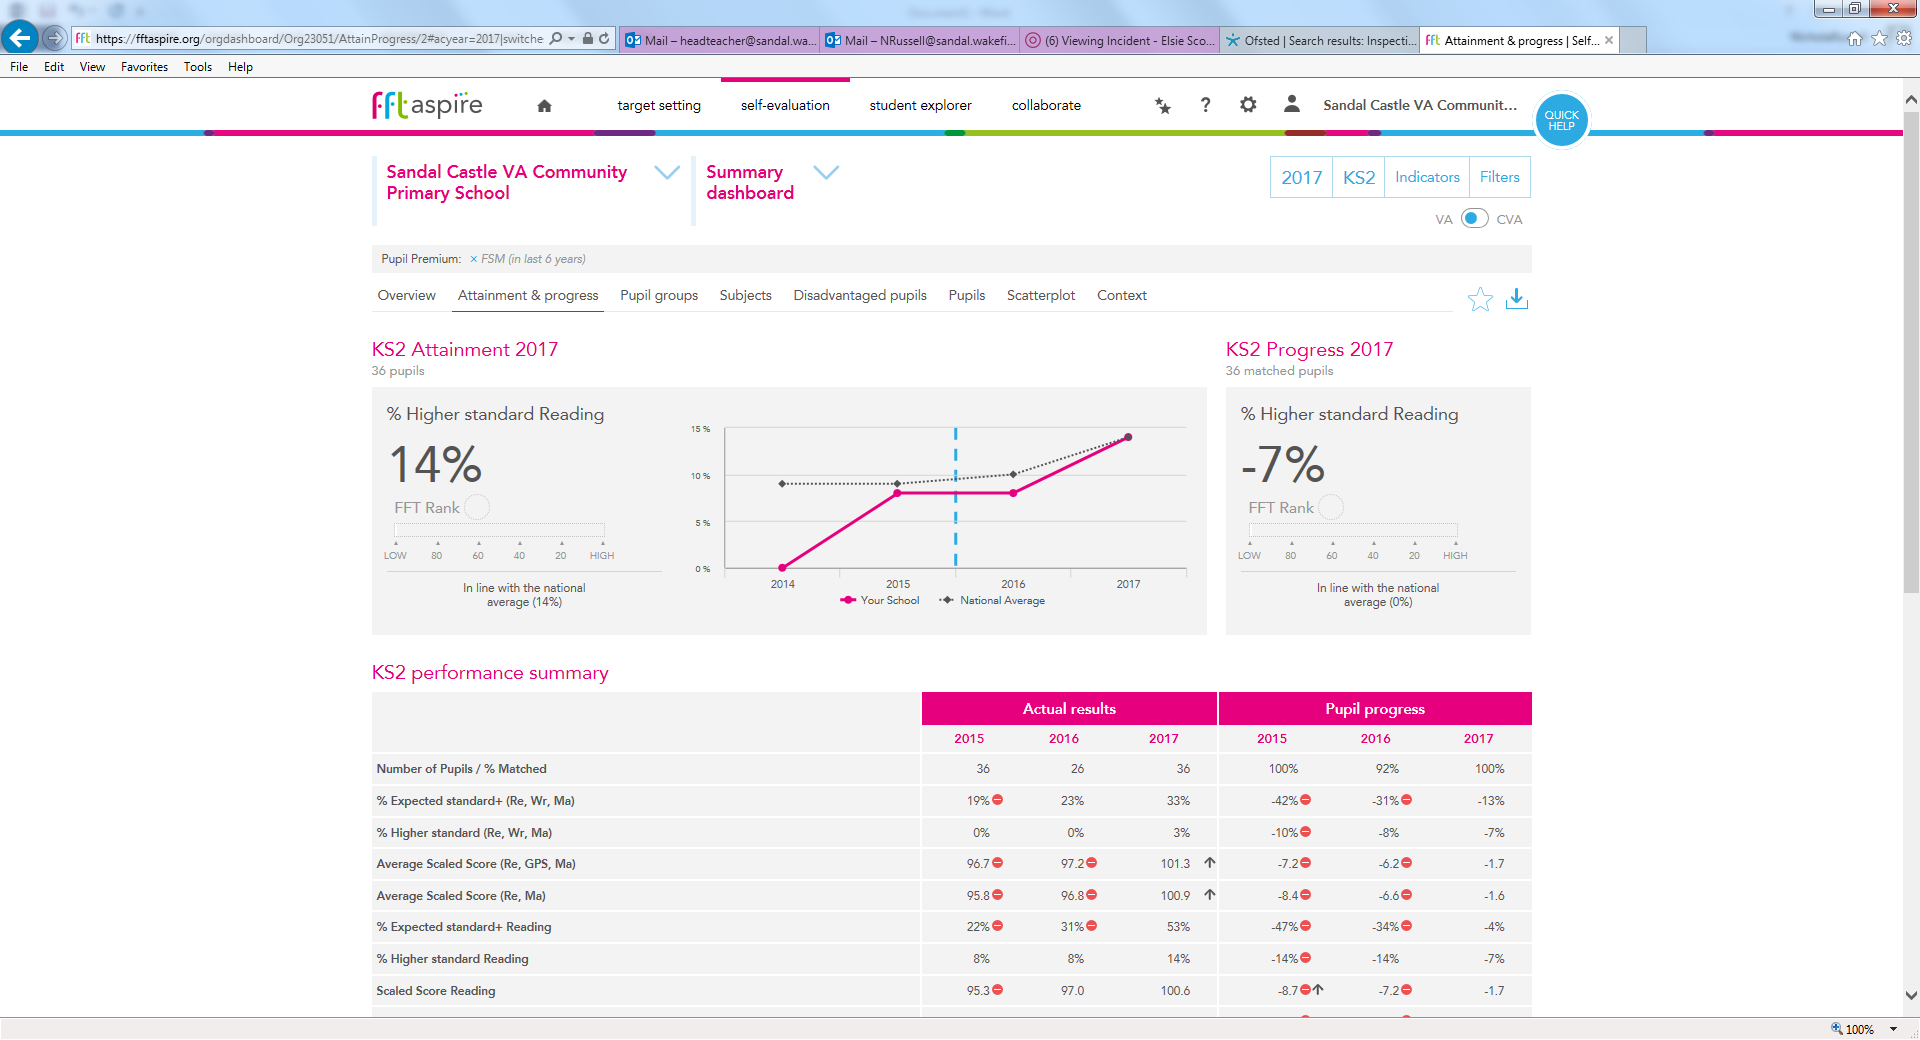 https://fftaspire.org/orgdashboard/Org23051/AttainProgress/2#acyear=2017|switche
Mail – headteacher@sandal.wa...
Mail – NRussell@sandal.wakefi...
(6) Viewing Incident - Elsie Sco...
Ofsted | Search results: Inspecti...
Attainment & progress | Self...
File Edit View Favorites Tools Help
fft aspire target setting self-evaluation student explorer collaborate ? Sandal Castle VA Communit...
QUICK
HELP
Sandal Castle VA Community
Primary School
Summary
dashboard
2017 KS2 Indicators Filters
VA CVA
Pupil Premium: × FSM (in last 6 years)
Overview Attainment & progress Pupil groups Subjects Disadvantaged pupils Pupils Scatterplot Context
KS2 Attainment 2017
36 pupils
% Higher standard Reading
14%
FFT Rank
LOW 80 60 40 20 HIGH
In line with the national
average (14%)
15 %
10 %
5 %
0 %
2014 2015 2016 2017
Your School National Average
KS2 Progress 2017
36 matched pupils
% Higher standard Reading
-7%
FFT Rank
LOW 80 60 40 20 HIGH
In line with the national
average (0%)
KS2 performance summary
Actual results Pupil progress
2015 2016 2017 2015 2016 2017
Number of Pupils / % Matched 36 26 36 100% 92% 100%
% Expected standard+ (Re, Wr, Ma) 19% 23% 33% -42% -31% -13%
% Higher standard (Re, Wr, Ma) 0% 0% 3% -10% -8% -7%
Average Scaled Score (Re, GPS, Ma) 96.7 97.2 101.3 -7.2 -6.2 -1.7
Average Scaled Score (Re, Ma) 95.8 96.8 100.9 -8.4 -6.6 -1.6
% Expected standard+ Reading 22% 31% 53% -47% -34% -4%
% Higher standard Reading 8% 8% 14% -14% -14% -7%
Scaled Score Reading 95.3 97.0 100.6 -8.7 -7.2 -1.7
100%